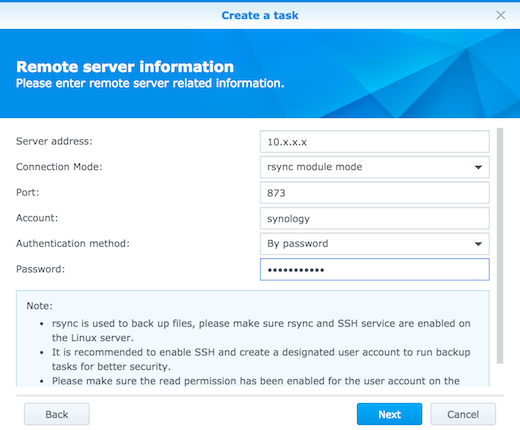 Create a task
Remote server information
Please enter remote server related information.
Server address: 10.x.x.x
Connection Mode: rsync module mode
Port: 873
Account: synology
Authentication method: By password
Password: •••••••••••
Note:
• rsync is used to back up files, please make sure rsync and SSH service are enabled on
the Linux server.
• It is recommended to enable SSH and create a designated user account to run backup
tasks for better security.
• Please make sure the read permission has been enabled for the user account on the
Back Next Cancel